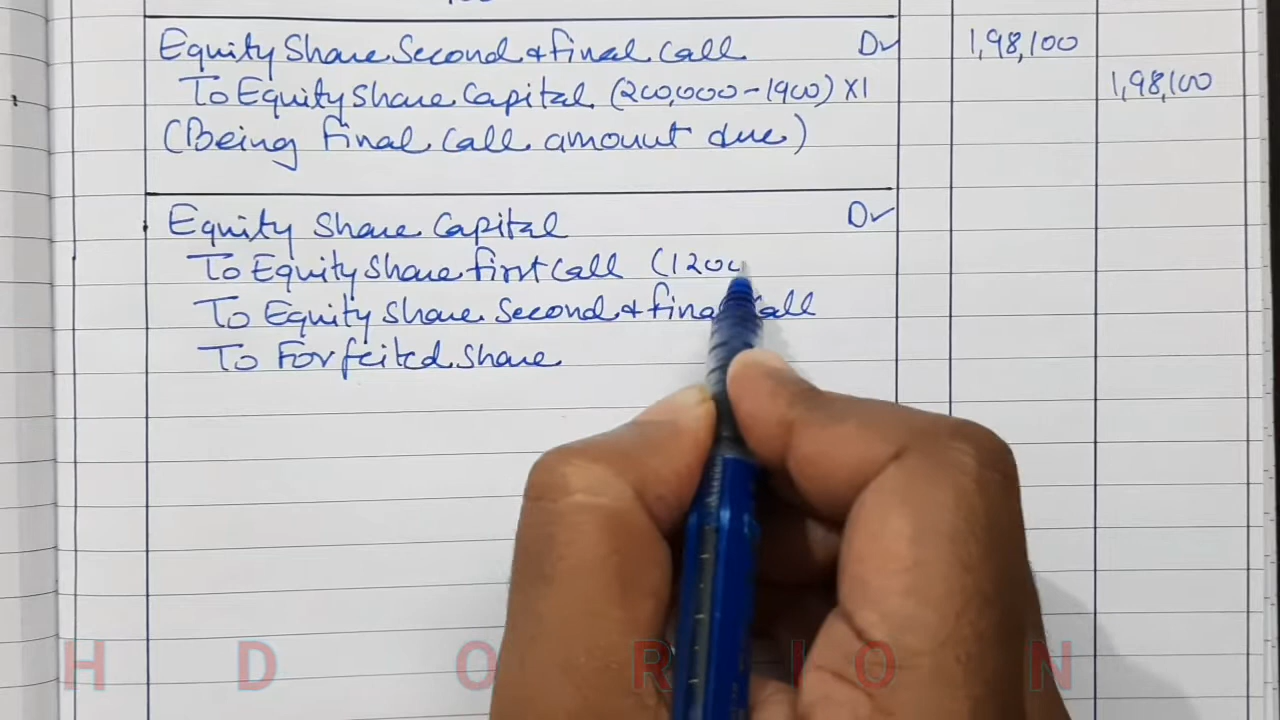 Equity Share Second & final call Dr 1,98,100
To Equity Share Capital (200,000 - 1900) X1 1,98,100
(Being final call amount due)
Equity Share Capital Dr
To Equity Share first call (1200
To Equity Share Second & final call
To Forfeited Share
H D O R I O N